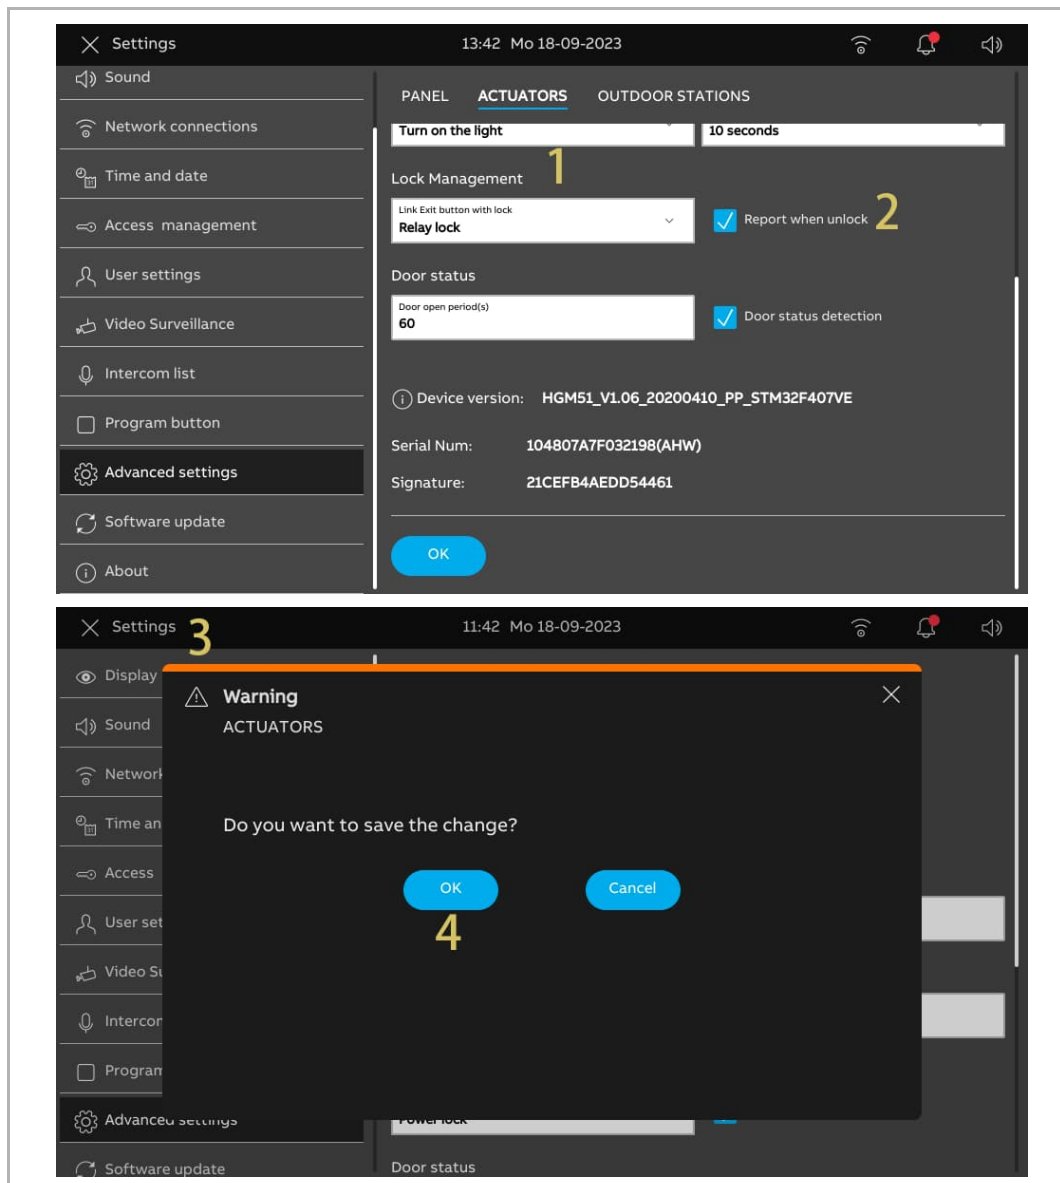 Settings 13:42 Mo 18-09-2023
Sound
PANEL ACTUATORS OUTDOOR STATIONS
Network connections
Turn on the light 10 seconds
1
Time and date
Lock Management
2
Link Exit button with lock
Relay lock
Report when unlock
Access management
User settings
Door status
Door open period(s)
60
Door status detection
Video Surveillance
Intercom list
Device version: HGM51_V1.06_20200410_PP_STM32F407VE
Program button
Serial Num: 104807A7F032198(AHW)
Advanced settings
Signature: 21CEFB4AEDD54461
Software update
OK
About
Settings 3 11:42 Mo 18-09-2023
Display
Warning
ACTUATORS
Sound
Network
Time an
Do you want to save the change?
Access
OK Cancel
4
User set
Video Su
Intercor
Program
Advanced settings
Power lock
Software update
Door status